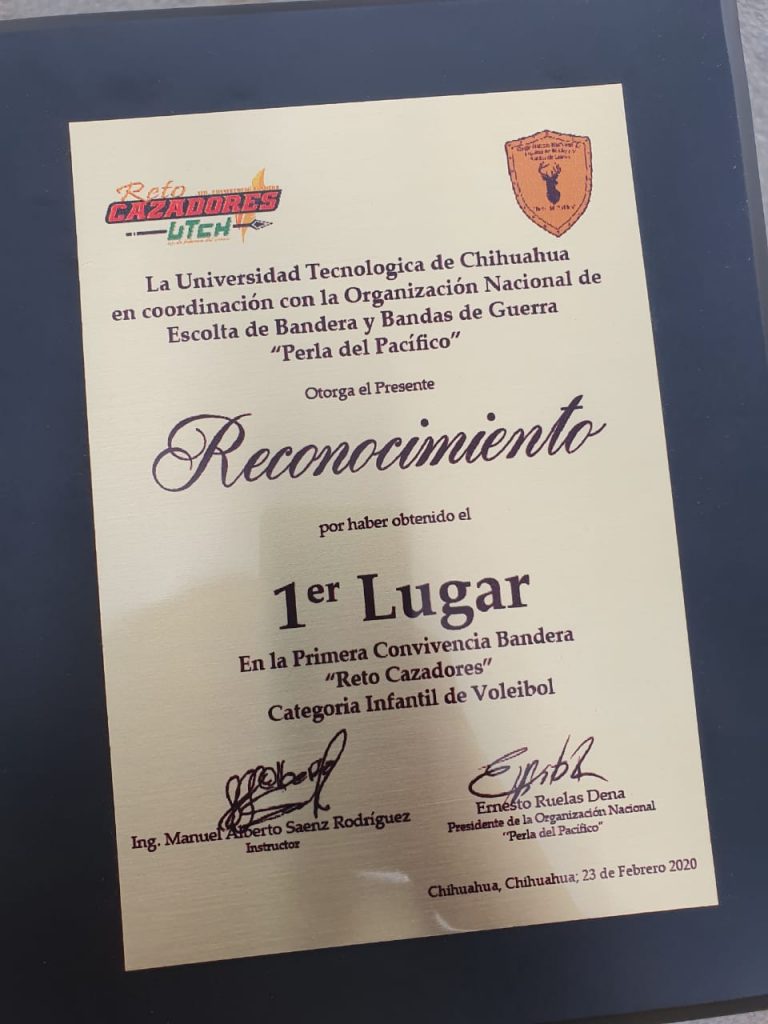 Reto
CAZADORES
UTCH
La Universidad Tecnologica de Chihuahua
en coordinación con la Organización Nacional de
Escolta de Bandera y Bandas de Guerra
“Perla del Pacífico”
Otorga el Presente
Reconocimiento
por haber obtenido el
1er Lugar
En la Primera Convivencia Bandera
“Reto Cazadores”
Categoria Infantil de Voleibol
Ing. Manuel Alberto Saenz Rodríguez
Instructor
Ernesto Ruelas Dena
Presidente de la Organización Nacional
“Perla del Pacífico”
Chihuahua, Chihuahua; 23 de Febrero 2020